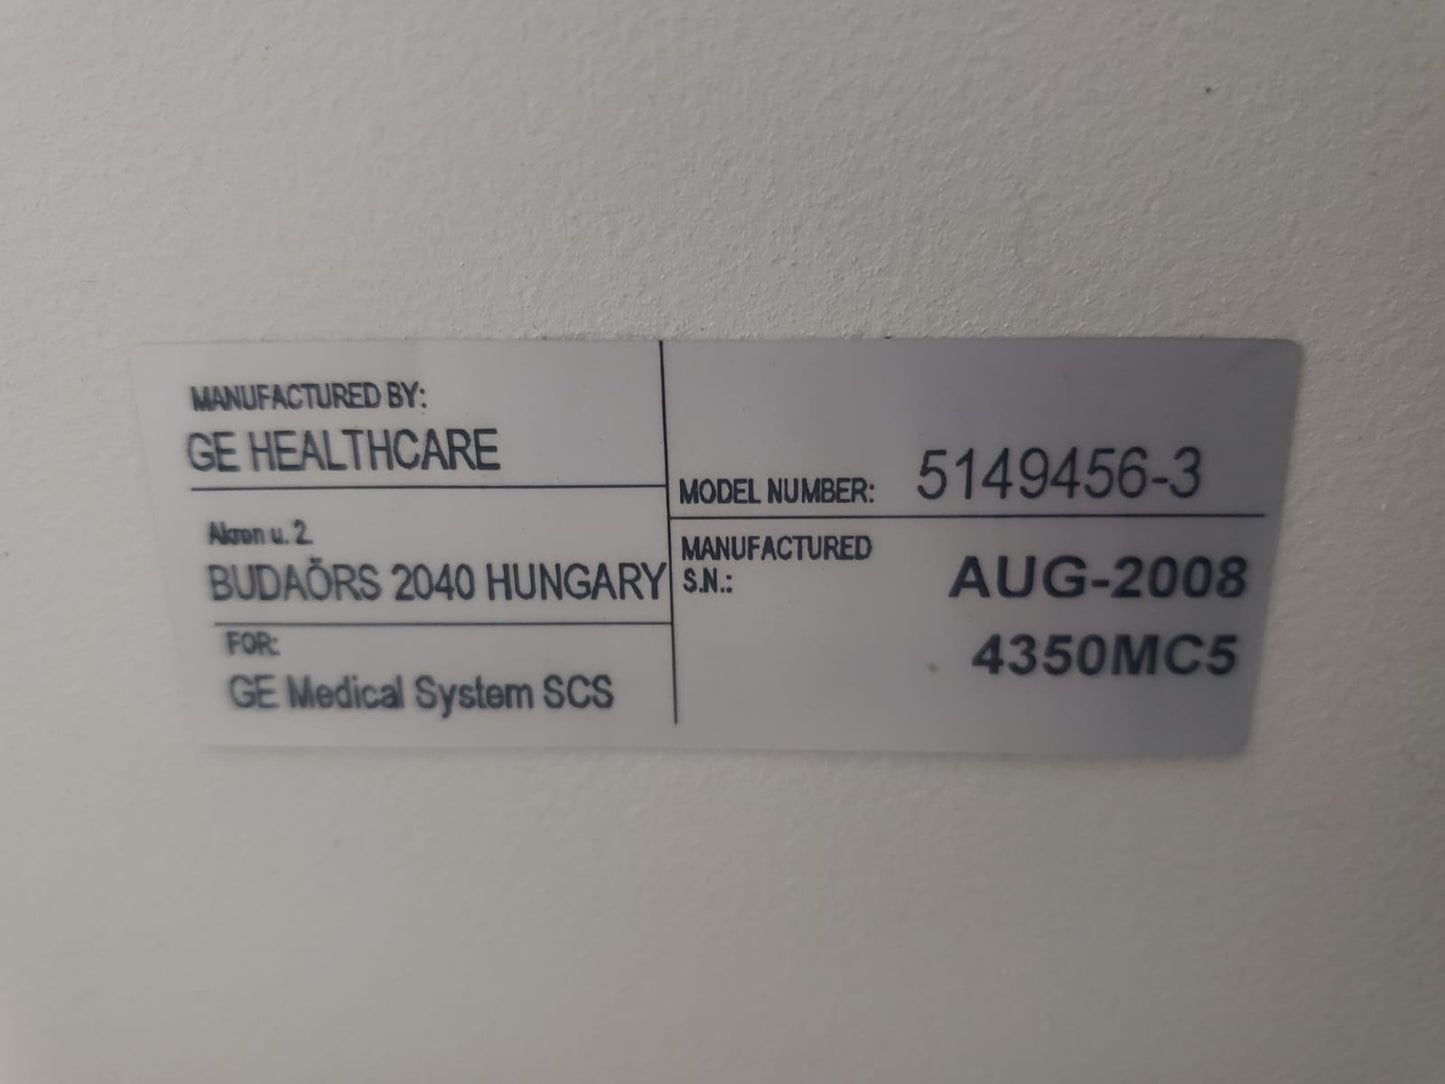 MANUFACTURED BY:
GE HEALTHCARE
Akron u. 2.
BUDAÕRS 2040 HUNGARY
FOR:
GE Medical System SCS
MODEL NUMBER: 5149456-3
MANUFACTURED AUG-2008
S.N.: 4350MC5